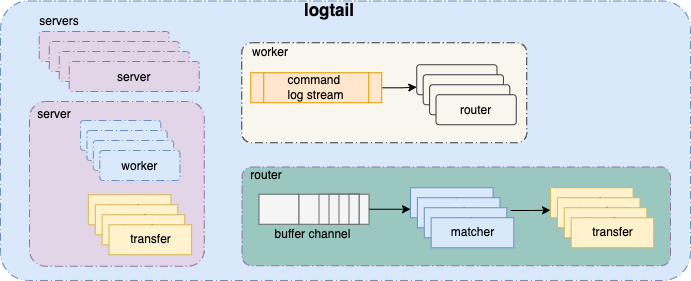 logtail
servers
server
server
worker
transfer
worker
command
log stream
router
router
buffer channel
matcher
transfer